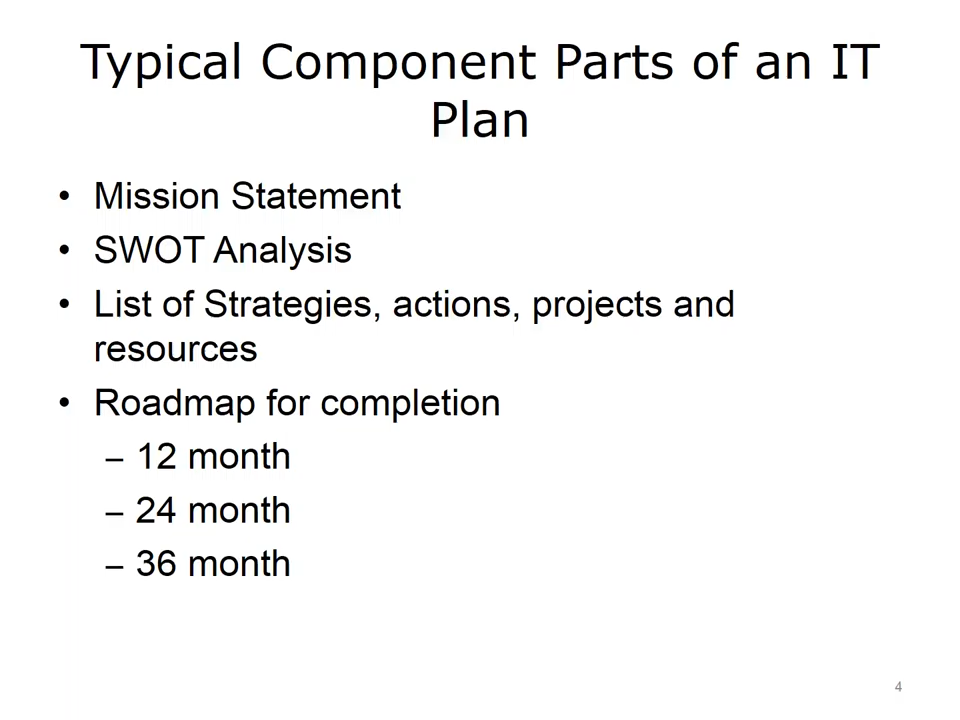 Typical Component Parts of an IT
Plan
• Mission Statement
• SWOT Analysis
• List of Strategies, actions, projects and
resources
• Roadmap for completion
– 12 month
– 24 month
– 36 month
4